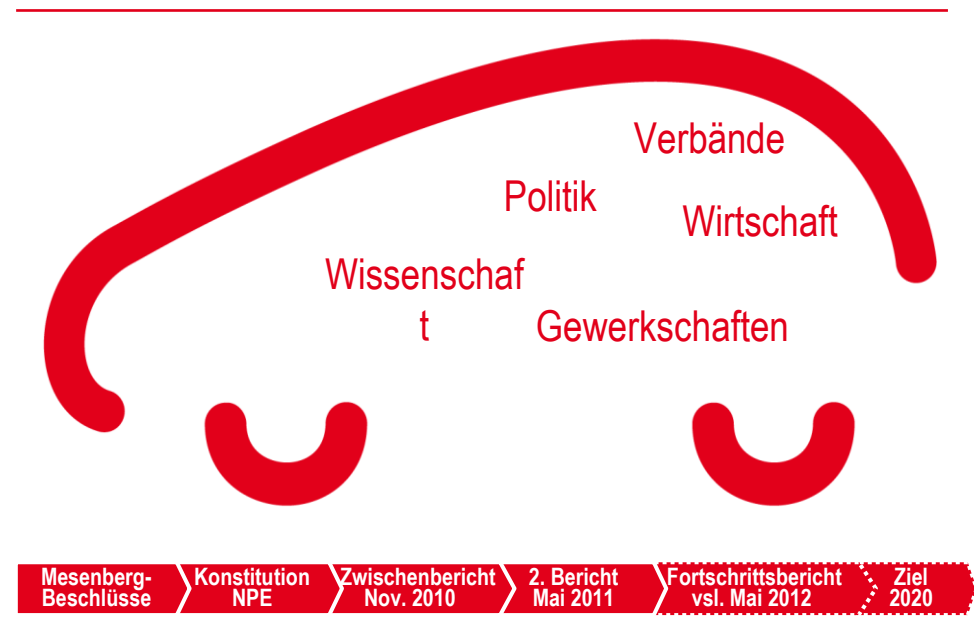 Verbände
Politik
Wirtschaft
Wissenschaf
t
Gewerkschaften
Mesenberg-
Beschlüsse
Konstitution
NPE
Zwischenbericht
Nov. 2010
2. Bericht
Mai 2011
Fortschrittsbericht
vsl. Mai 2012
Ziel
2020